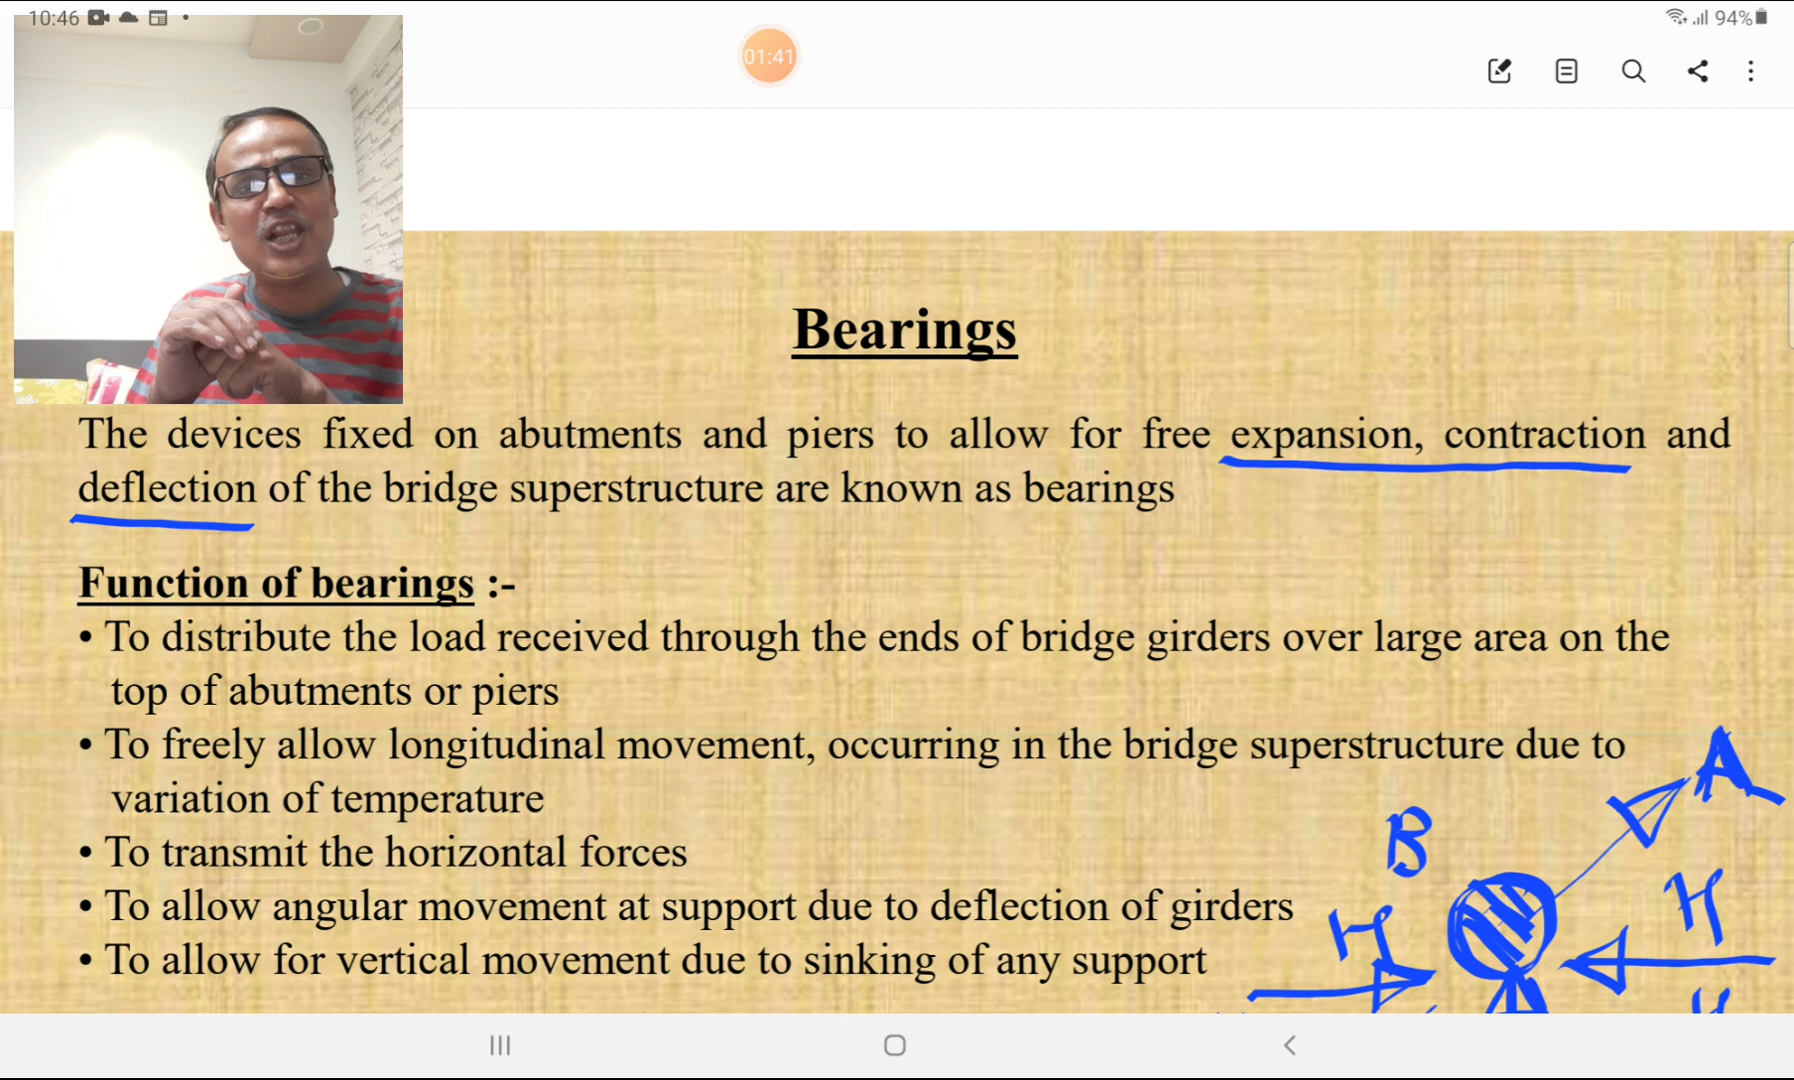 10:46
94%
01:41
Bearings
The devices fixed on abutments and piers to allow for free expansion, contraction and
deflection of the bridge superstructure are known as bearings
Function of bearings :-
• To distribute the load received through the ends of bridge girders over large area on the
top of abutments or piers
• To freely allow longitudinal movement, occurring in the bridge superstructure due to
variation of temperature
• To transmit the horizontal forces
• To allow angular movement at support due to deflection of girders
• To allow for vertical movement due to sinking of any support
A
B
H
H